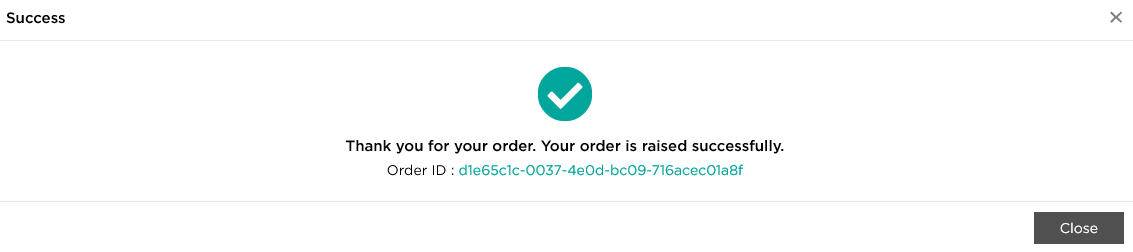 Success
Thank you for your order. Your order is raised successfully.
Order ID : d1e65c1c-0037-4e0d-bc09-716acec01a8f
Close